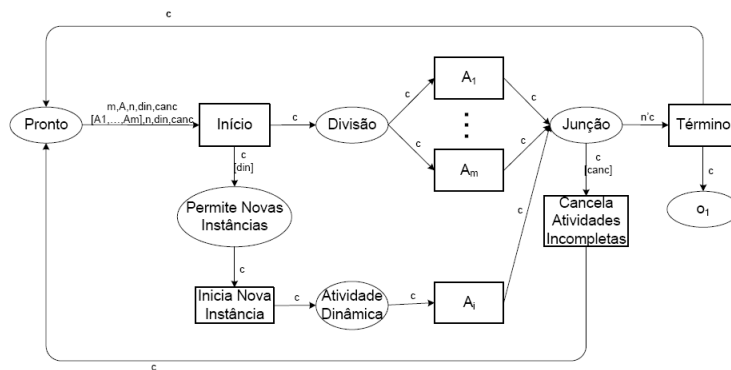 c
m,A,n,din,canc
[A1,...,Am],n,din,canc
Pronto
Início
c
Divisão
c
c
A1
⋮
Am
c
c
Junção
n'c
Término
c
[din]
c
[canc]
c
Permite Novas
Instâncias
Cancela
Atividades
Incompletas
o1
c
c
Inicia Nova
Instância
c
Atividade
Dinâmica
c
Ai
c